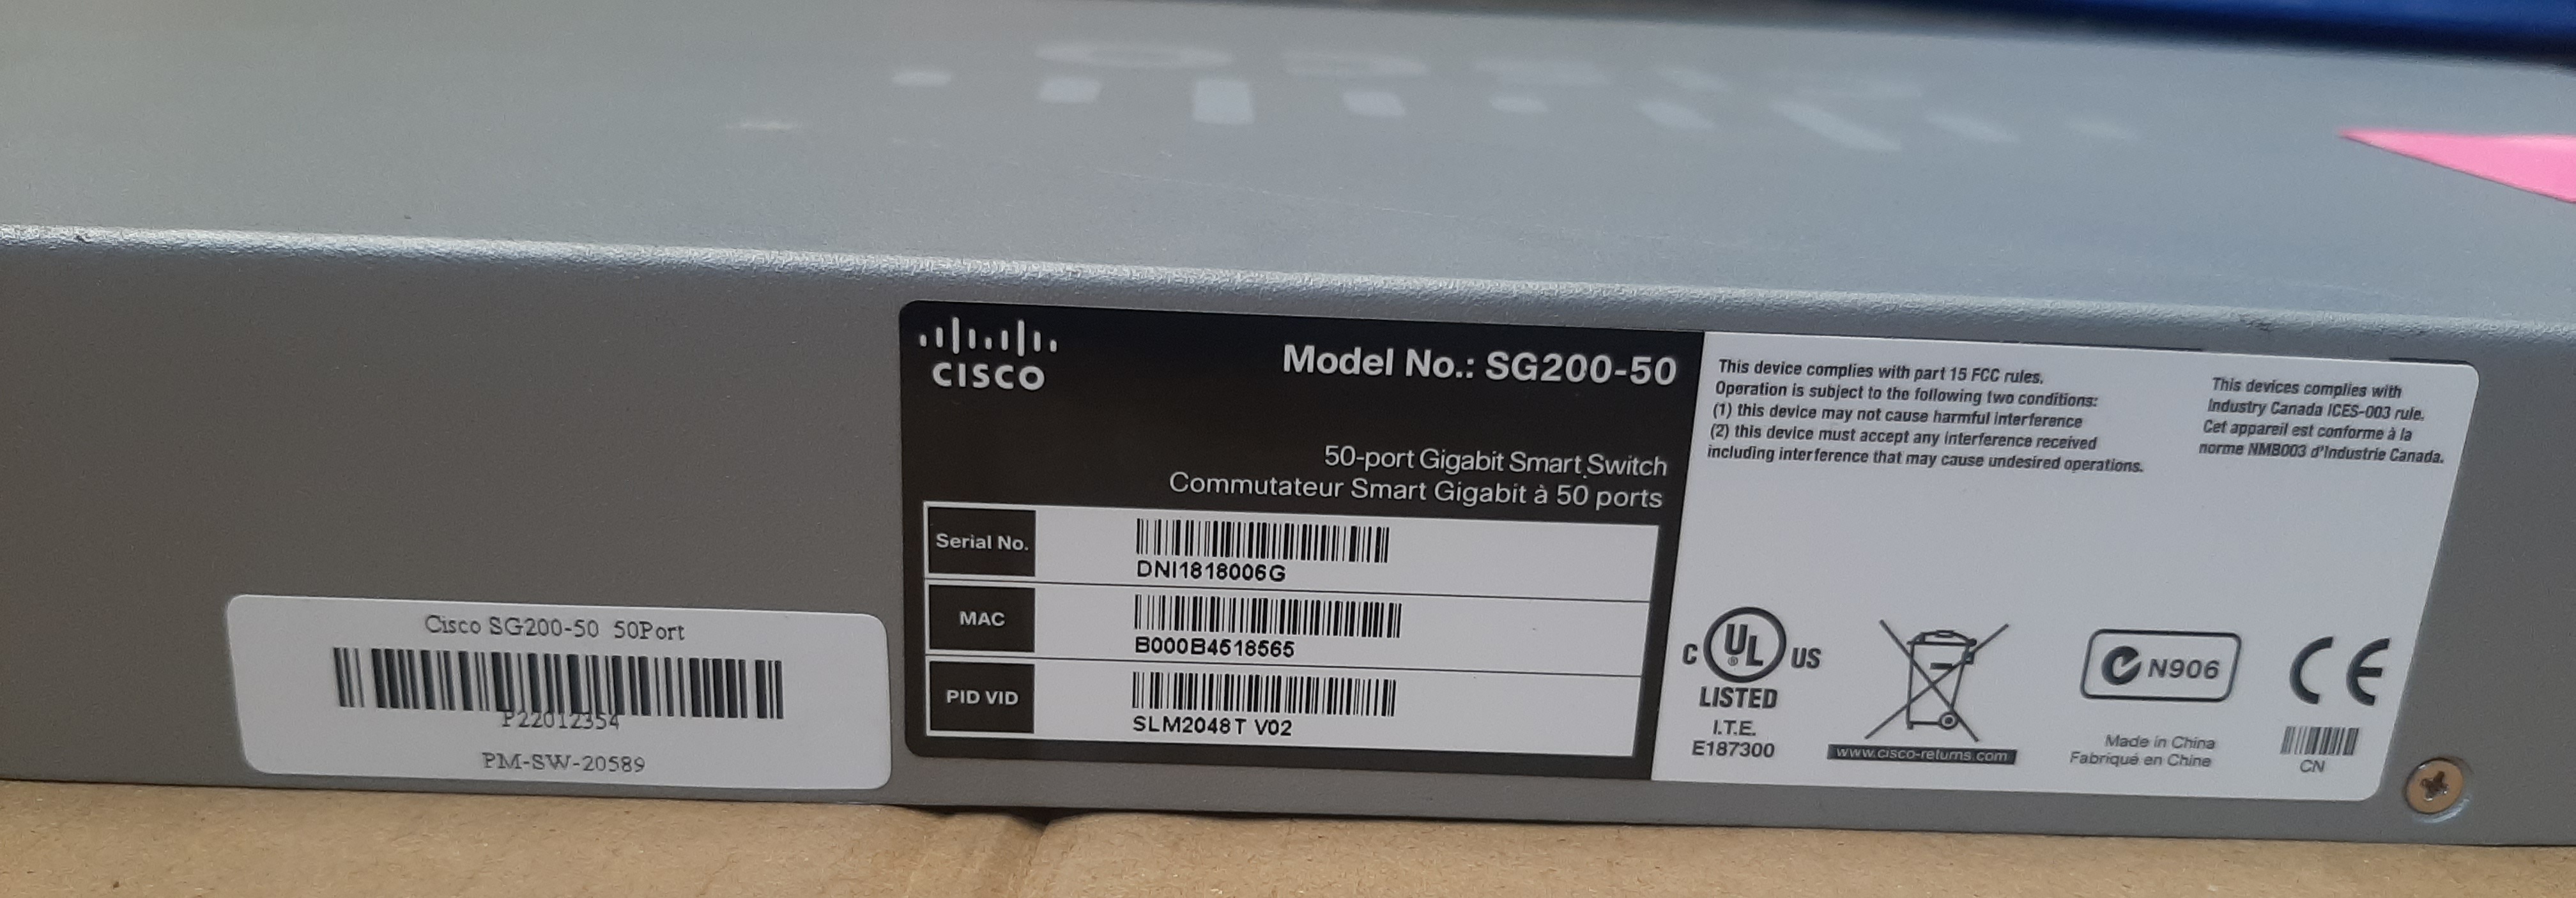 CISCO
Model No.: SG200-50
50-port Gigabit Smart Switch
Commutateur Smart Gigabit à 50 ports
Serial No.
DNI1818006G
MAC
B000B4518565
PID VID
SLM2048T V02
This device complies with part 15 FCC rules.
Operation is subject to the following two conditions:
(1) this device may not cause harmful interference
(2) this device must accept any interference received
including interference that may cause undesired operations.
This devices complies with
Industry Canada ICES-003 rule.
Cet appareil est conforme à la
norme NMB003 d'Industrie Canada.
C UL US
®
LISTED
I.T.E.
E187300
www.cisco-returns.com
N906
Made in China
Fabriqué en Chine
CE
CN
Cisco SG200-50 50Port
P22012354
PM-SW-20589